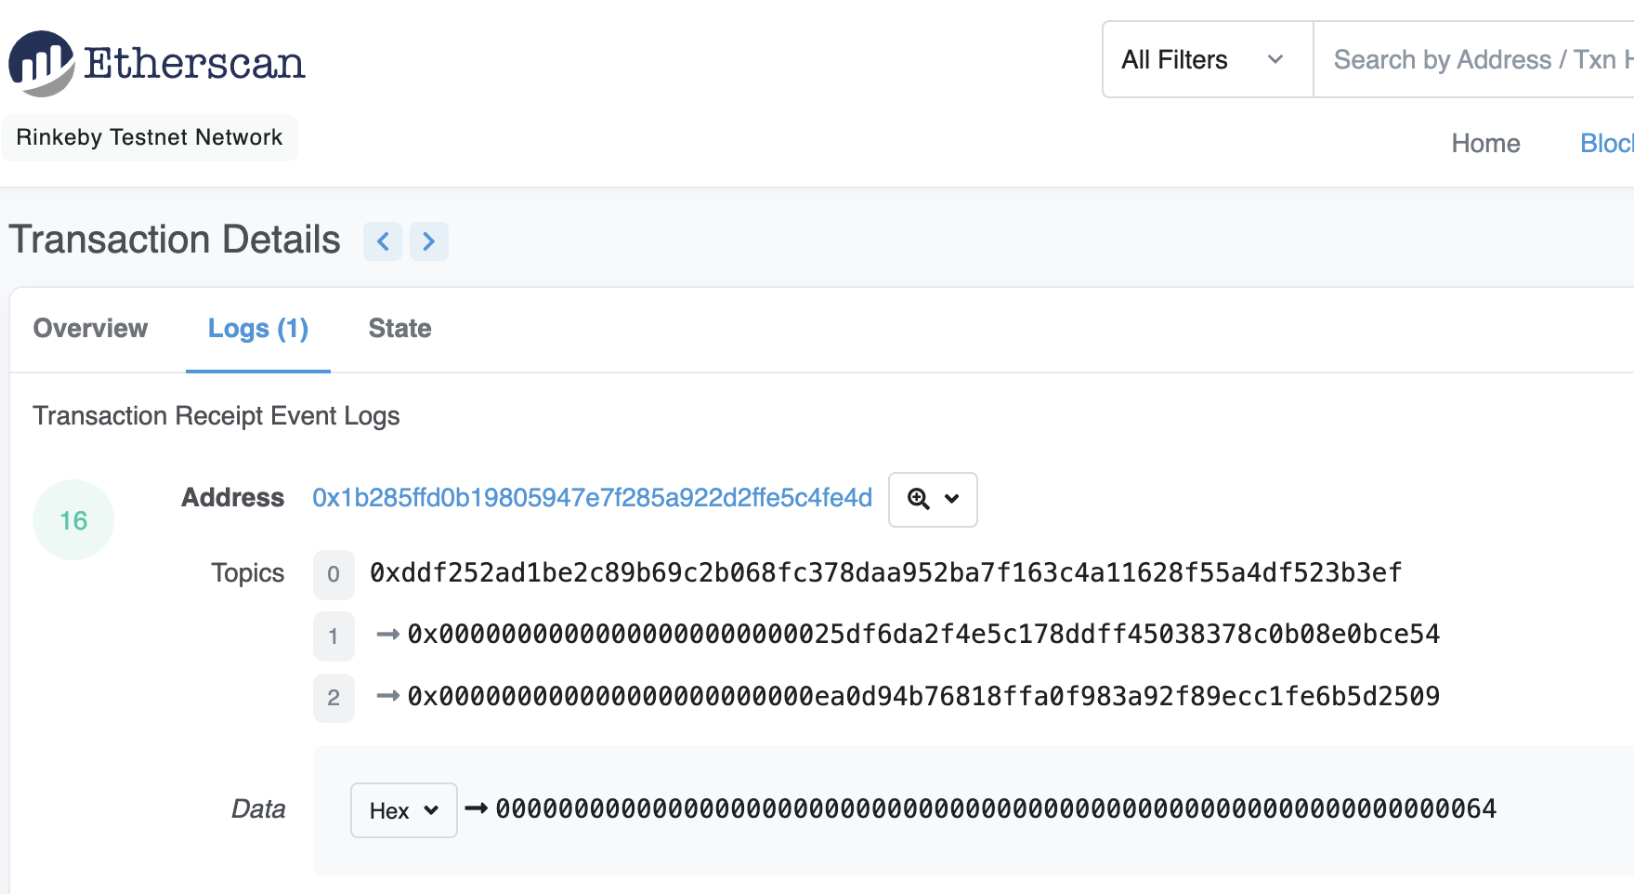 Etherscan
All Filters
Search by Address / Txn
Rinkeby Testnet Network
Home
Transaction Details
Overview
Logs (1)
State
Transaction Receipt Event Logs
16
Address 0x1b285ffd0b19805947e7f285a922d2ffe5c4fe4d
Topics 0 0xddf252ad1be2c89b69c2b068fc378daa952ba7f163c4a11628f55a4df523b3ef
1 0x00000000000000000000000025df6da2f4e5c178ddff45038378c0b08e0bce54
2 0x000000000000000000000000ea0d94b76818ffa0f983a92f89ecc1fe6b5d2509
Data Hex 0000000000000000000000000000000000000000000000000000000000000064